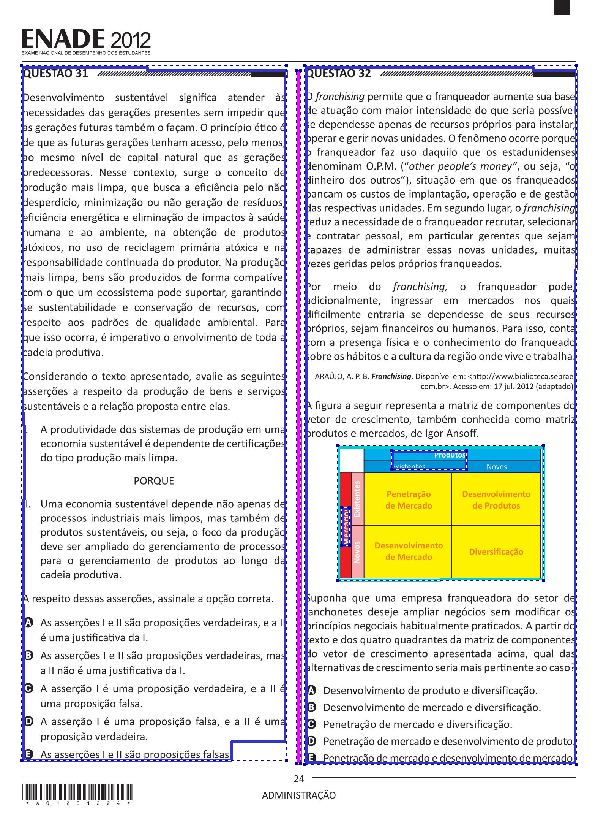 ENADE 2012
EXAME NACIONAL DE DESEMPENHO DOS ESTUDANTES
QUESTÃO 31
Desenvolvimento sustentável significa atender às
necessidades das gerações presentes sem impedir que
as gerações futuras também o façam. O princípio ético é
de que as futuras gerações tenham acesso, pelo menos,
ao mesmo nível de capital natural que as gerações
predecessoras. Nesse contexto, surge o conceito de
produção mais limpa, que busca a eficiência pelo não
desperdício, minimização ou não geração de resíduos,
eficiência energética e eliminação de impactos à saúde
humana e ao ambiente, na obtenção de produtos
atóxicos, no uso de reciclagem primária atóxica e na
responsabilidade continuada do produtor. Na produção
mais limpa, bens são produzidos de forma compatível
com o que um ecossistema pode suportar, garantindo-
se sustentabilidade e conservação de recursos, com
respeito aos padrões de qualidade ambiental. Para
que isso ocorra, é imperativo o envolvimento de toda a
cadeia produtiva.
Considerando o texto apresentado, avalie as seguintes
asserções a respeito da produção de bens e serviços
sustentáveis e a relação proposta entre elas.
I. A produtividade dos sistemas de produção em uma
economia sustentável é dependente de certificações
do tipo produção mais limpa.
PORQUE
II. Uma economia sustentável depende não apenas de
processos industriais mais limpos, mas também de
produtos sustentáveis, ou seja, o foco da produção
deve ser ampliado do gerenciamento de processos
para o gerenciamento de produtos ao longo da
cadeia produtiva.
A respeito dessas asserções, assinale a opção correta.
A As asserções I e II são proposições verdadeiras, e a II
é uma justificativa da I.
B As asserções I e II são proposições verdadeiras, mas
a II não é uma justificativa da I.
C A asserção I é uma proposição verdadeira, e a II é
uma proposição falsa.
D A asserção I é uma proposição falsa, e a II é uma
proposição verdadeira.
E As asserções I e II são proposições falsas.
QUESTÃO 32
O franchising permite que o franqueador aumente sua base
de atuação com maior intensidade do que seria possível
se dependesse apenas de recursos próprios para instalar,
operar e gerir novas unidades. O fenômeno ocorre porque
o franqueador faz uso daquilo que os estadunidenses
denominam O.P.M. (“other people’s money”, ou seja, “o
dinheiro dos outros”), situação em que os franqueados
bancam os custos de implantação, operação e de gestão
das respectivas unidades. Em segundo lugar, o franchising
reduz a necessidade de o franqueador recrutar, selecionar
e contratar pessoal, em particular gerentes que sejam
capazes de administrar essas novas unidades, muitas
vezes geridas pelos próprios franqueados.
Por meio do franchising, o franqueador pode,
adicionalmente, ingressar em mercados nos quais
dificilmente entraria se dependesse de seus recursos
próprios, sejam financeiros ou humanos. Para isso, conta
com a presença física e o conhecimento do franqueado
sobre os hábitos e a cultura da região onde vive e trabalha.
ARAÚJO, A. P. B. Franchising. Disponível em: <http://www.biblioteca.sebrae.
com.br>. Acesso em: 17 jul. 2012 (adaptado).
A figura a seguir representa a matriz de componentes do
vetor de crescimento, também conhecida como matriz
produtos e mercados, de Igor Ansoff.
Produtos
Existentes Novos
Mercados
Existentes
Penetração
de Mercado
Desenvolvimento
de Produtos
Novos
Desenvolvimento
de Mercado
Diversificação
Suponha que uma empresa franqueadora do setor de
lanchonetes deseje ampliar negócios sem modificar os
princípios negociais habitualmente praticados. A partir do
texto e dos quatro quadrantes da matriz de componentes
do vetor de crescimento apresentada acima, qual das
alternativas de crescimento seria mais pertinente ao caso?
A Desenvolvimento de produto e diversificação.
B Desenvolvimento de mercado e diversificação.
C Penetração de mercado e diversificação.
D Penetração de mercado e desenvolvimento de produto.
E Penetração de mercado e desenvolvimento de mercado.
24
ADMINISTRAÇÃO